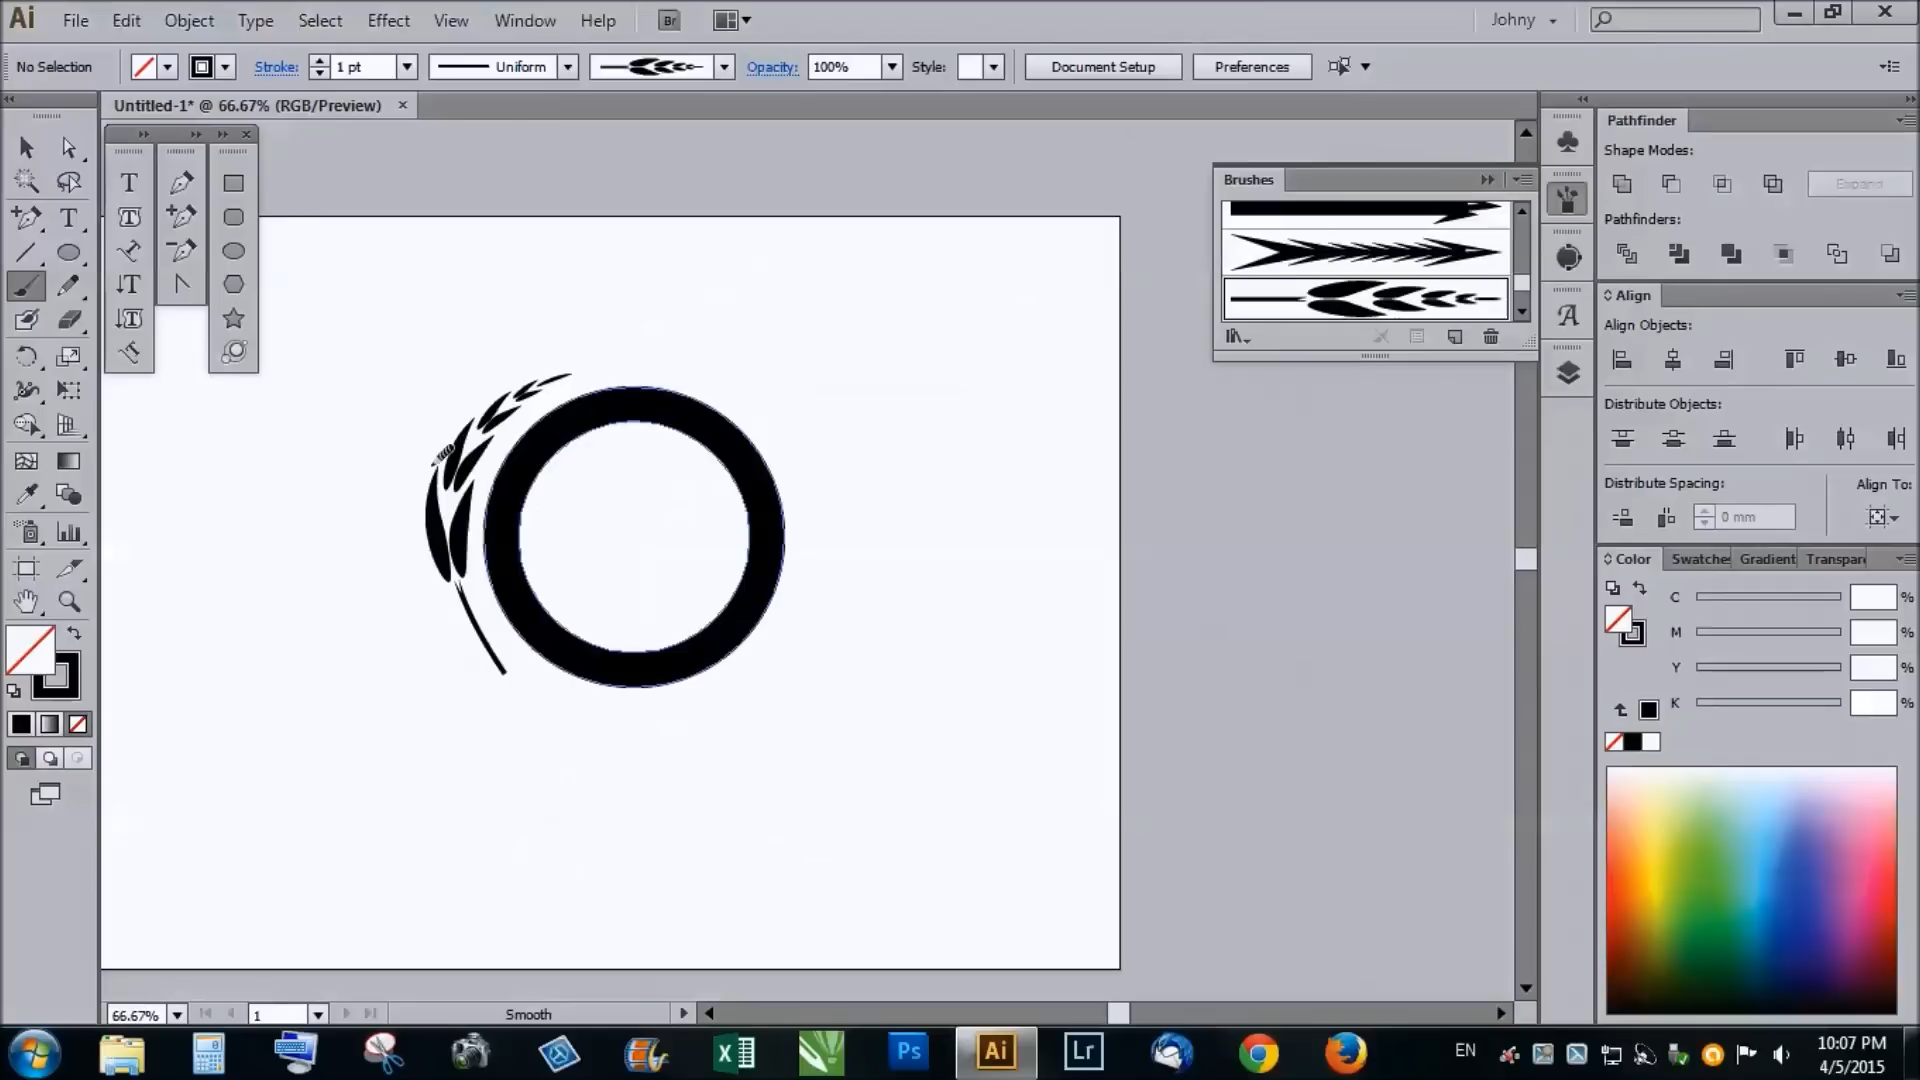 Ai File Edit Object Type Select Effect View Window Help Br Johny
No Selection Stroke: 1 pt Uniform Opacity: 100% Style: Document Setup Preferences
Untitled-1* @ 66.67% (RGB/Preview)
Brushes
Pathfinder
Shape Modes:
Expand
Pathfinders:
Align
Align Objects:
Distribute Objects:
Distribute Spacing: Align To:
0 mm
Color Swatches Gradient Transpar
C %
M %
Y %
K %
66.67% 1 Smooth
Ps Ai Lr EN 10:07 PM
4/5/2015